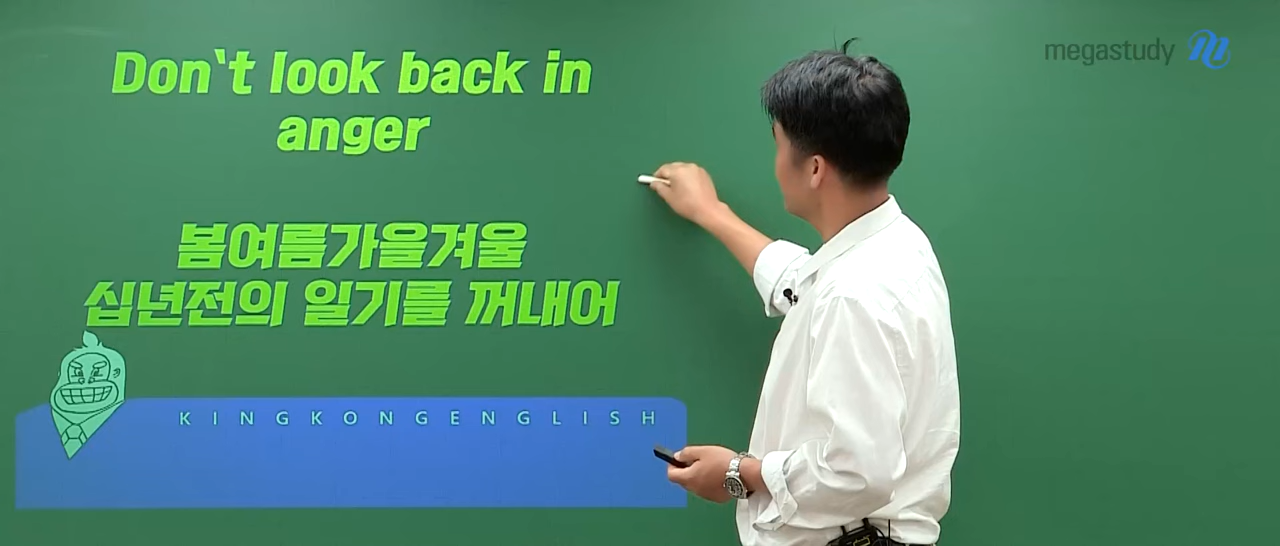 megastudy
Don't look back in
anger
봄여름가을겨울
십년전의 일기를 꺼내어
KINGKONGENGLISH